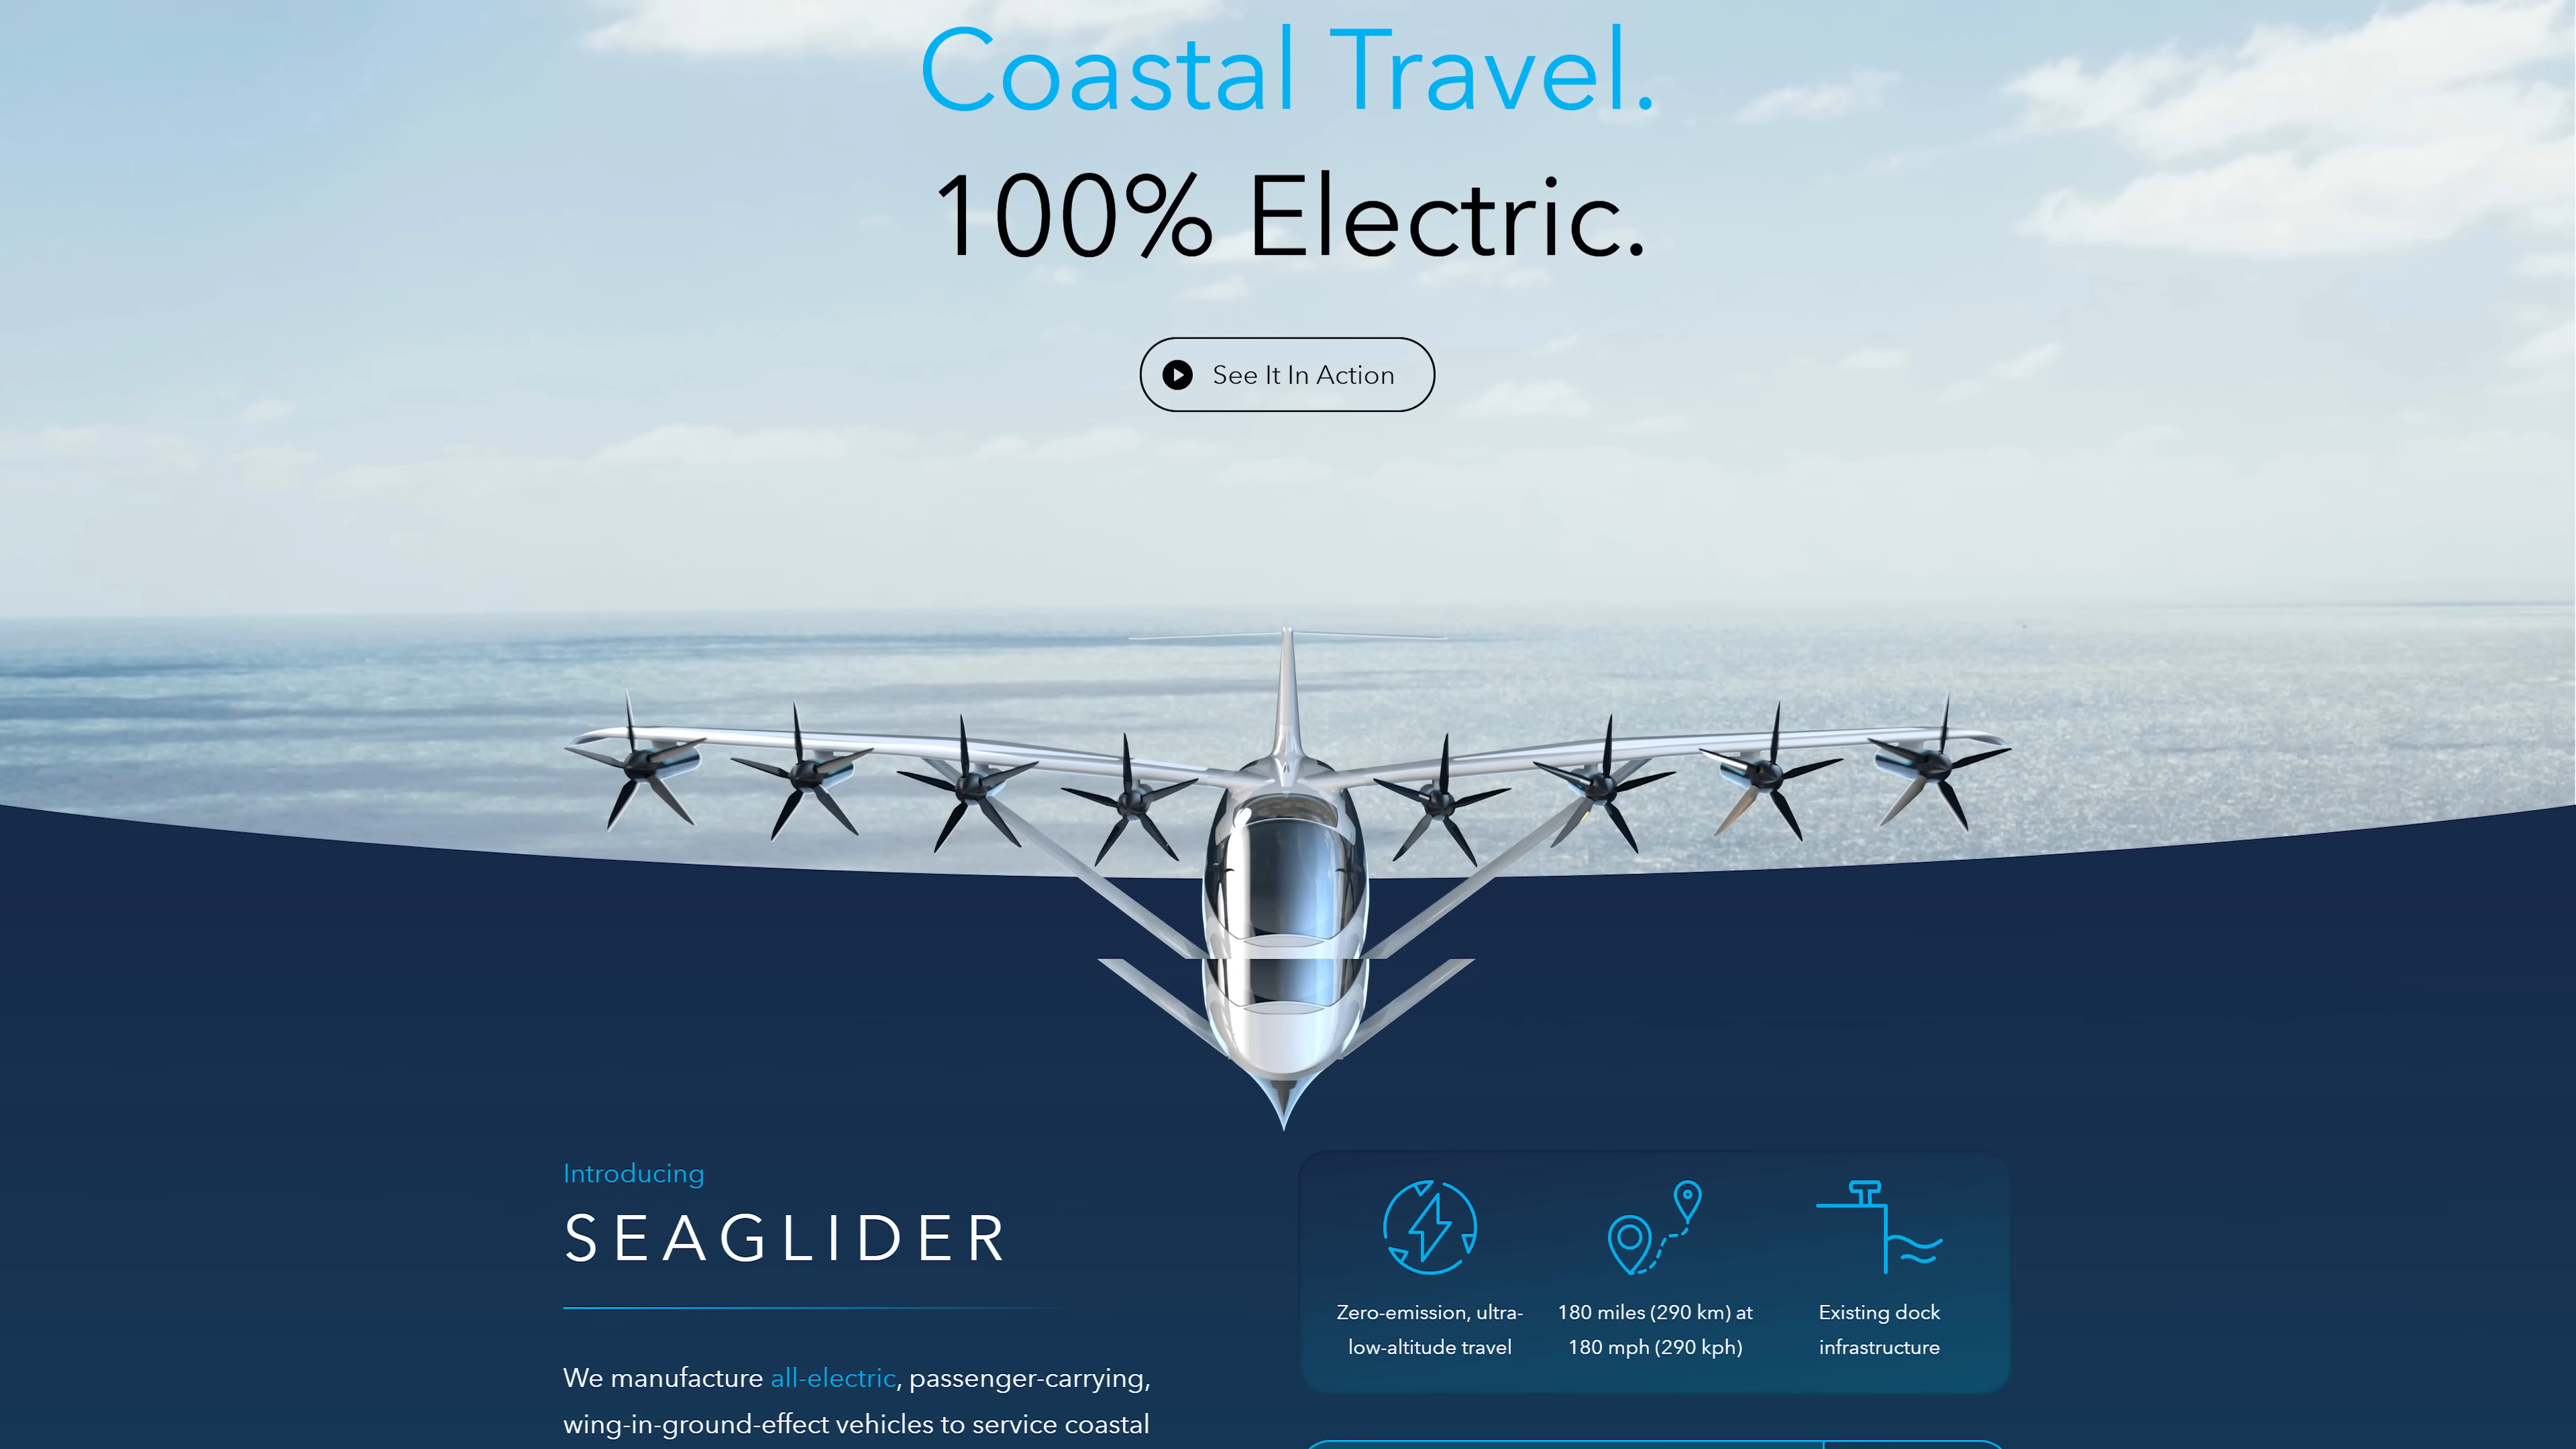 Coastal Travel.
100% Electric.
See It In Action
Introducing
SEAGLIDER
We manufacture all-electric, passenger-carrying,
wing-in-ground-effect vehicles to service coastal
Zero-emission, ultra-
low-altitude travel
180 miles (290 km) at
180 mph (290 kph)
Existing dock
infrastructure